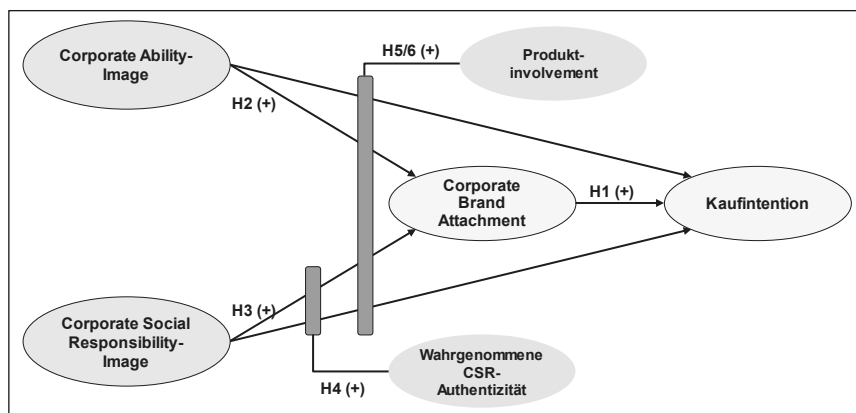 Corporate Ability-
Image
H5/6 (+)
Produkt-
involvement
H2 (+)
Corporate
Brand
Attachment
H1 (+)
Kaufintention
H3 (+)
Corporate Social
Responsibility-
Image
H4 (+)
Wahrgenommene
CSR-
Authentizität